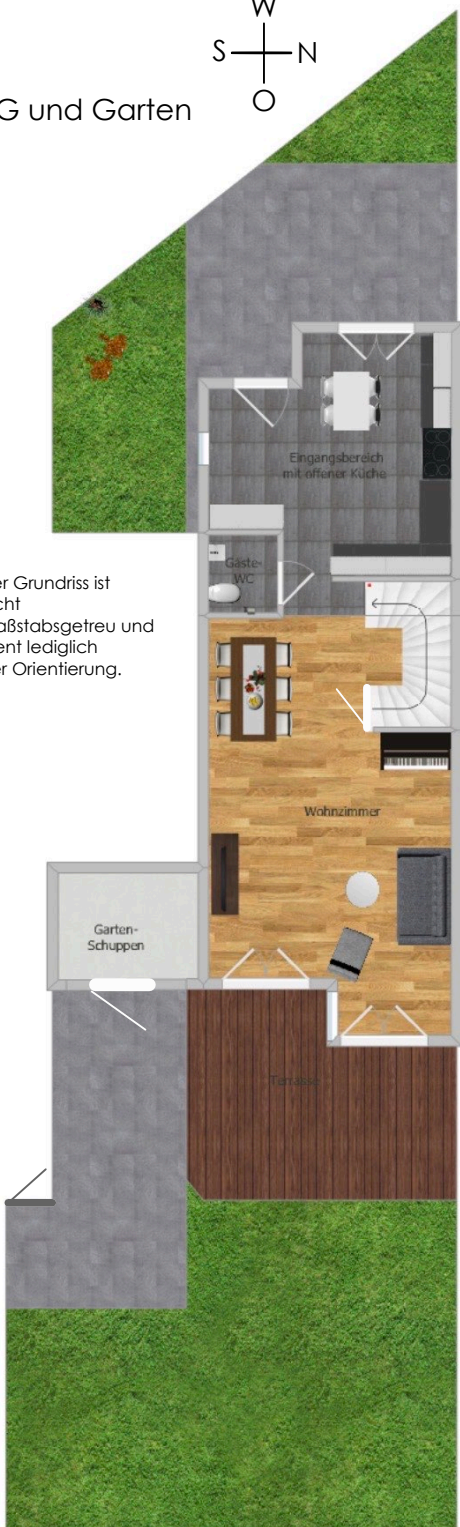 W
S N
O
G und Garten
Eingangsbereich
mit offener Küche
Gäste-
WC
er Grundriss ist
cht
aßstabsgetreu und
ent lediglich
er Orientierung.
Wohnzimmer
Garten-
Schuppen
Terrasse